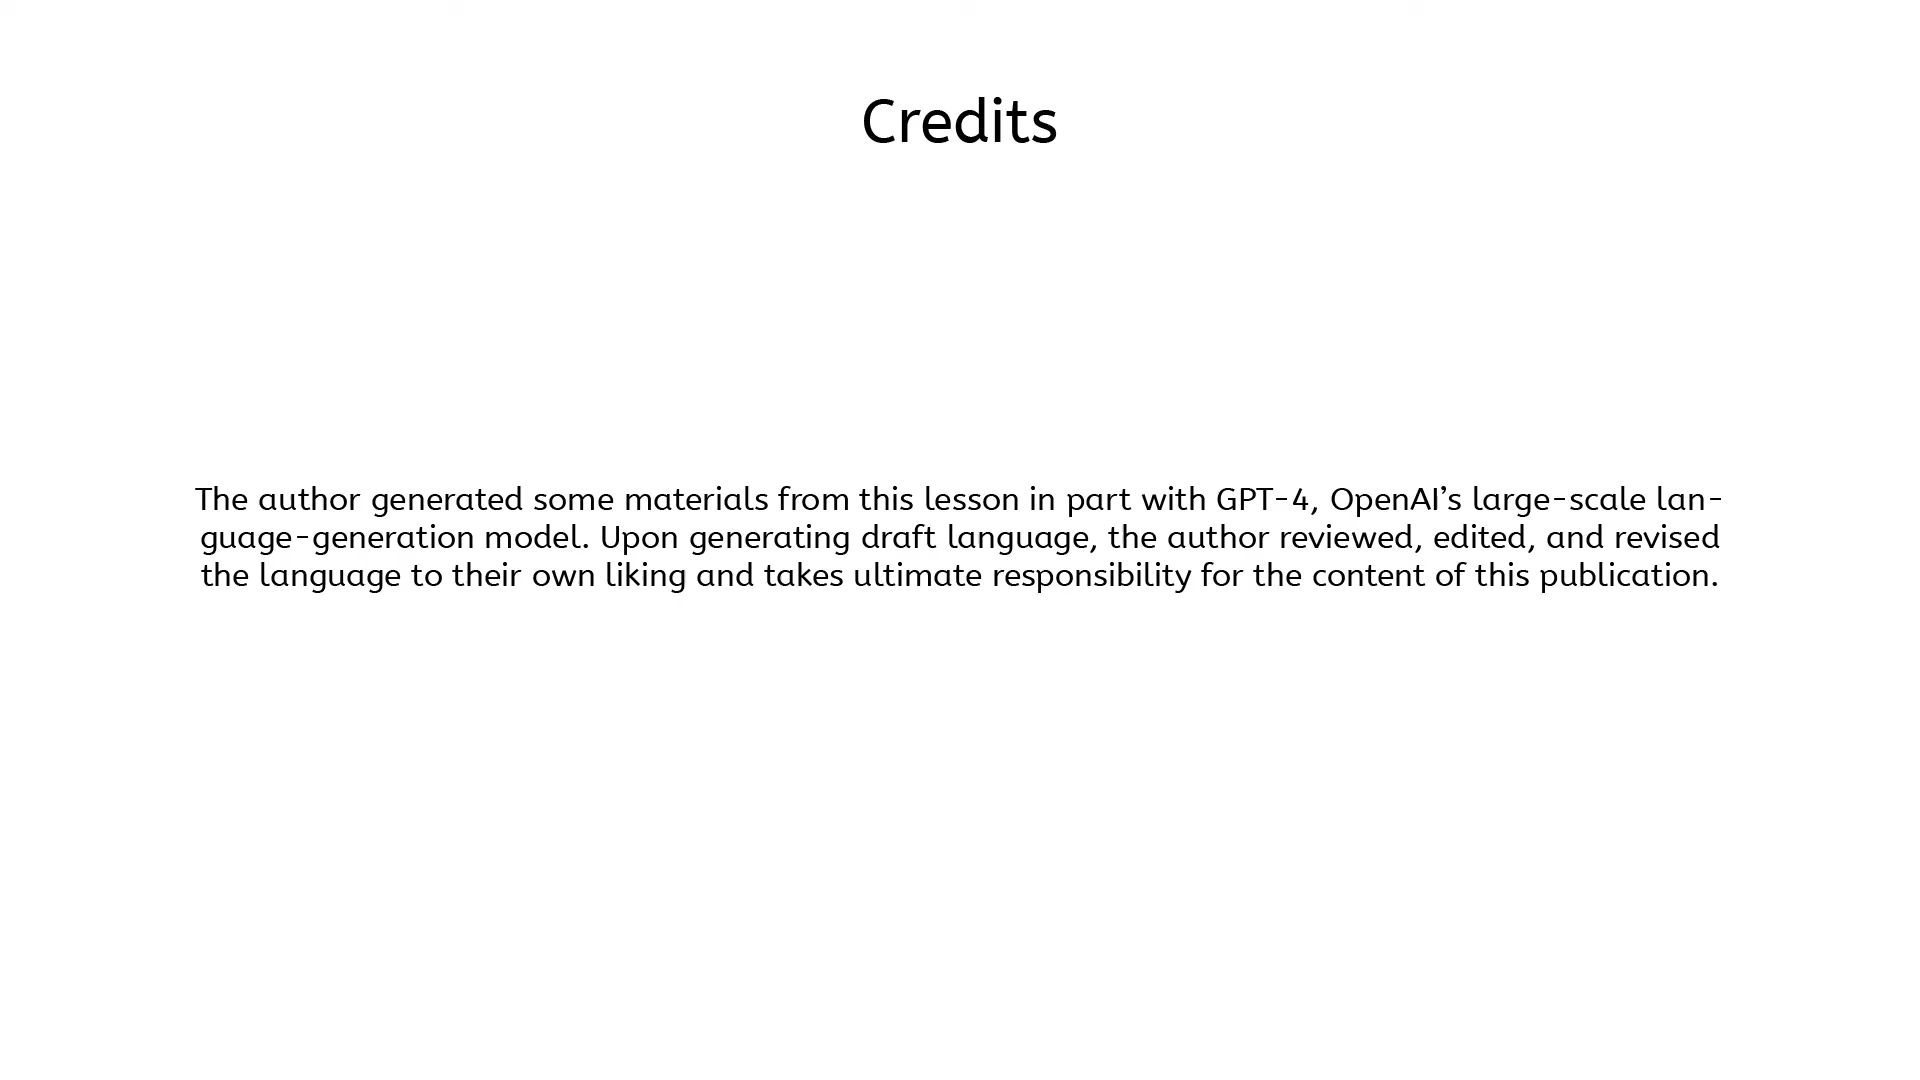 Credits
The author generated some materials from this lesson in part with GPT-4, OpenAI’s large-scale lan-
guage-generation model. Upon generating draft language, the author reviewed, edited, and revised
the language to their own liking and takes ultimate responsibility for the content of this publication.